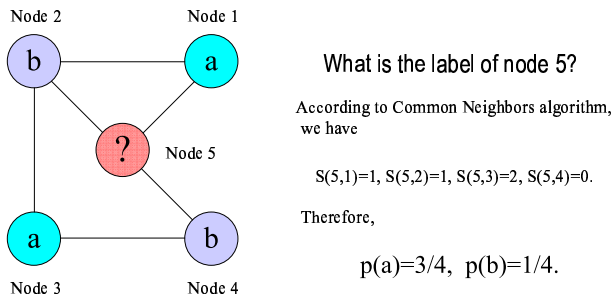 Node 2
Node 1
b
a
What is the label of node 5?
According to Common Neighbors algorithm,
we have
?
Node 5
S(5,1)=1, S(5,2)=1, S(5,3)=2, S(5,4)=0.
Therefore,
a
b
p(a)=3/4, p(b)=1/4.
Node 3
Node 4